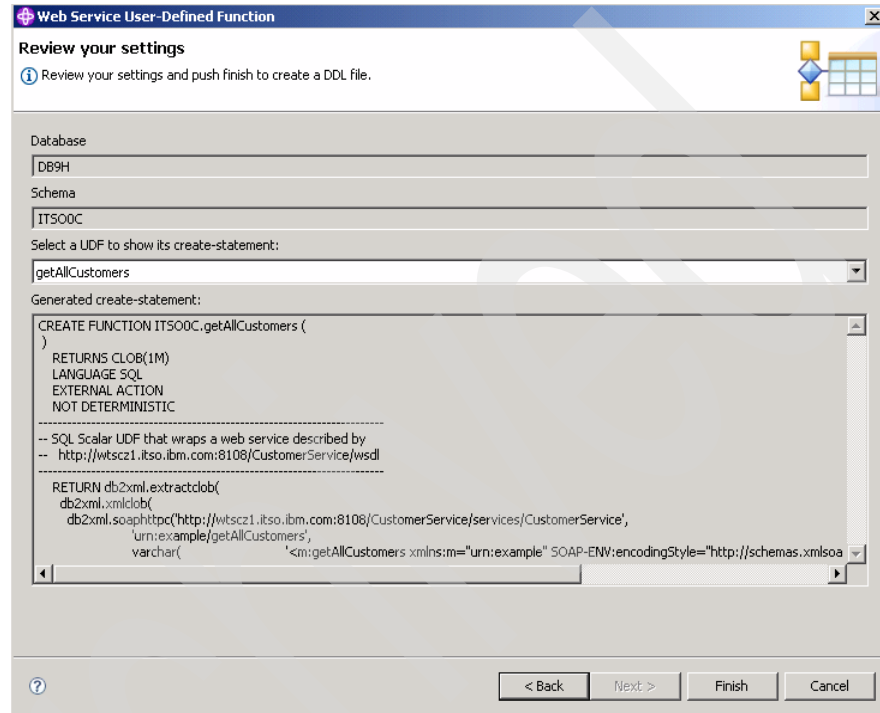 Web Service User-Defined Function
Review your settings
Review your settings and push finish to create a DDL file.
Database
DB9H
Schema
ITSO0C
Select a UDF to show its create-statement:
getAllCustomers
Generated create-statement:
CREATE FUNCTION ITSO0C.getAllCustomers (
)
RETURNS CLOB(1M)
LANGUAGE SQL
EXTERNAL ACTION
NOT DETERMINISTIC
------------------------------------------------------------------------
-- SQL Scalar UDF that wraps a web service described by
-- http://wtscz1.itso.ibm.com:8108/CustomerService/wsdl
------------------------------------------------------------------------
RETURN db2xml.extractclob(
db2xml.xmlclob(
db2xml.soaphttpc('http://wtscz1.itso.ibm.com:8108/CustomerService/services/CustomerService',
'urn:example/getAllCustomers',
varchar( '<m:getAllCustomers xmlns:m="urn:example" SOAP-ENV:encodingStyle="http://schemas.xmlsoa
< Back Next > Finish Cancel